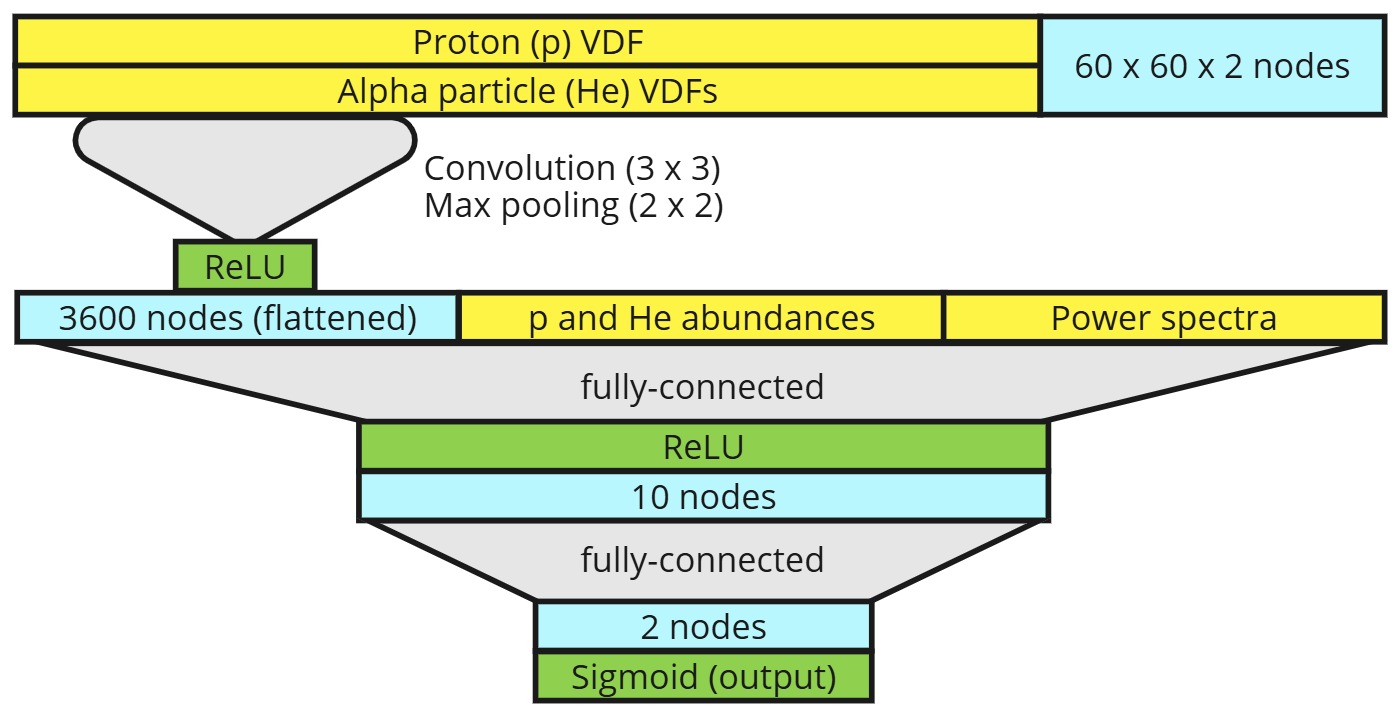 Proton (p) VDF
Alpha particle (He) VDFs
60 x 60 x 2 nodes
Convolution (3 x 3)
Max pooling (2 x 2)
ReLU
3600 nodes (flattened)
p and He abundances
Power spectra
fully-connected
ReLU
10 nodes
fully-connected
2 nodes
Sigmoid (output)